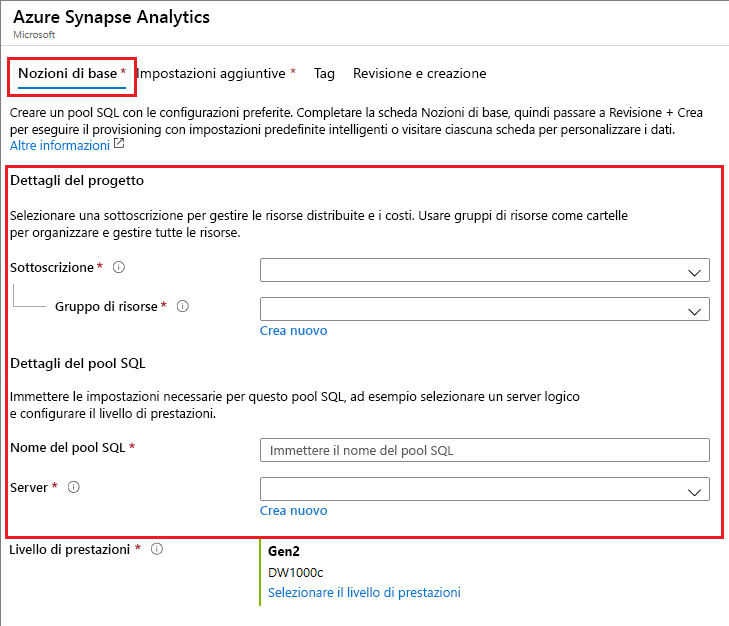 Azure Synapse Analytics
Microsoft
Nozioni di base * Impostazioni aggiuntive * Tag Revisione e creazione
Creare un pool SQL con le configurazioni preferite. Completare la scheda Nozioni di base, quindi passare a Revisione + Crea
per eseguire il provisioning con impostazioni predefinite intelligenti o visitare ciascuna scheda per personalizzare i dati.
Altre informazioni
Dettagli del progetto
Selezionare una sottoscrizione per gestire le risorse distribuite e i costi. Usare gruppi di risorse come cartelle
per organizzare e gestire tutte le risorse.
Sottoscrizione *
Gruppo di risorse *
Crea nuovo
Dettagli del pool SQL
Immettere le impostazioni necessarie per questo pool SQL, ad esempio selezionare un server logico
e configurare il livello di prestazioni.
Nome del pool SQL * Immettere il nome del pool SQL
Server *
Crea nuovo
Livello di prestazioni * Gen2
DW1000c
Selezionare il livello di prestazioni